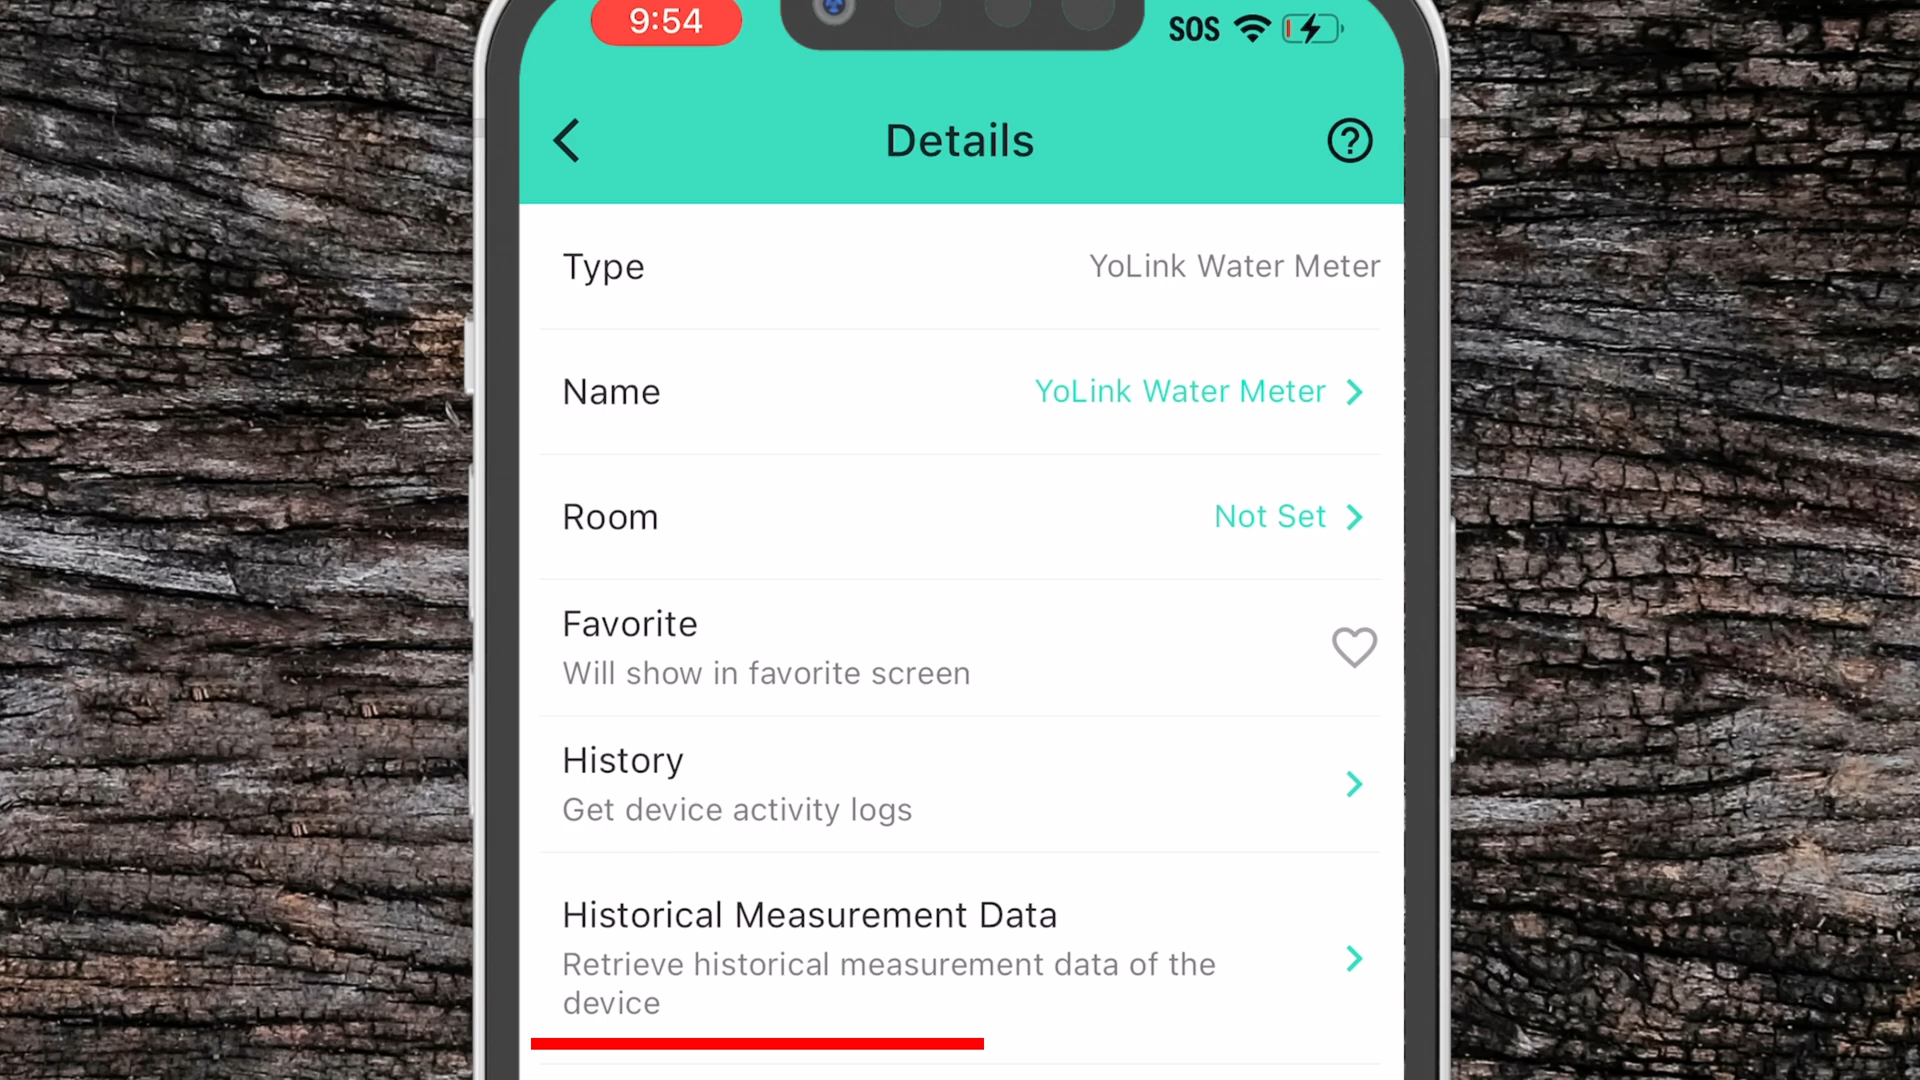 9:54
SOS
Details
Type
YoLink Water Meter
Name
YoLink Water Meter
Room
Not Set
Favorite
Will show in favorite screen
History
Get device activity logs
Historical Measurement Data
Retrieve historical measurement data of the
device